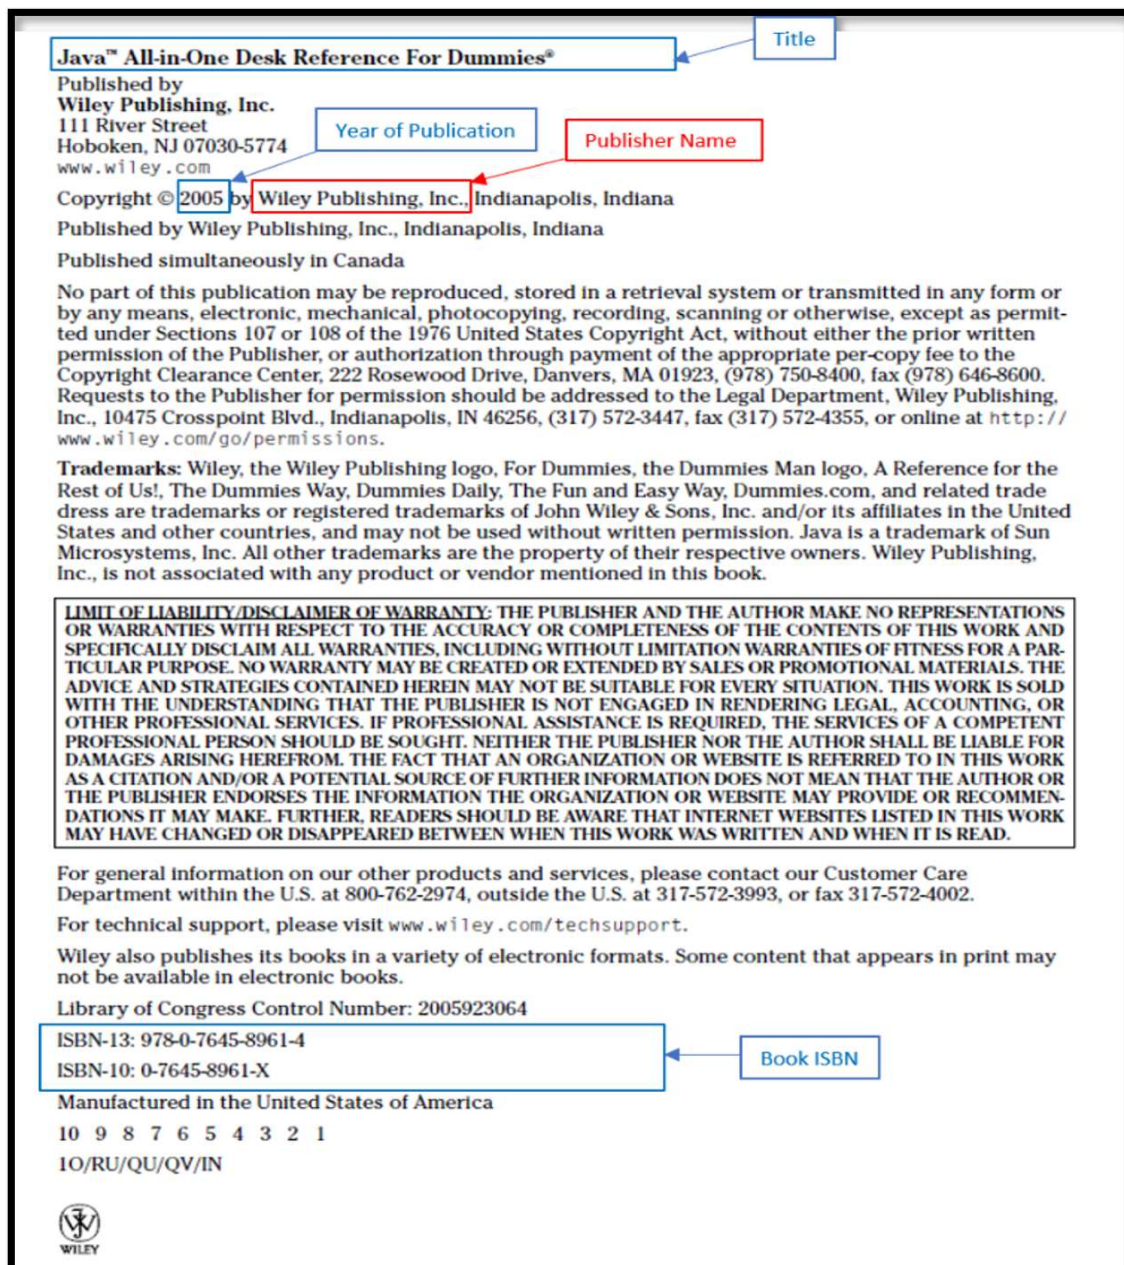 Title
Java™ All-in-One Desk Reference For Dummies®
Published by
Wiley Publishing, Inc.
111 River Street
Hoboken, NJ 07030-5774
www.wiley.com
Year of Publication
Publisher Name
Copyright © 2005 by Wiley Publishing, Inc., Indianapolis, Indiana
Published by Wiley Publishing, Inc., Indianapolis, Indiana
Published simultaneously in Canada
No part of this publication may be reproduced, stored in a retrieval system or transmitted in any form or
by any means, electronic, mechanical, photocopying, recording, scanning or otherwise, except as permit-
ted under Sections 107 or 108 of the 1976 United States Copyright Act, without either the prior written
permission of the Publisher, or authorization through payment of the appropriate per-copy fee to the
Copyright Clearance Center, 222 Rosewood Drive, Danvers, MA 01923, (978) 750-8400, fax (978) 646-8600.
Requests to the Publisher for permission should be addressed to the Legal Department, Wiley Publishing,
Inc., 10475 Crosspoint Blvd., Indianapolis, IN 46256, (317) 572-3447, fax (317) 572-4355, or online at http://
www.wiley.com/go/permissions.
Trademarks: Wiley, the Wiley Publishing logo, For Dummies, the Dummies Man logo, A Reference for the
Rest of Us!, The Dummies Way, Dummies Daily, The Fun and Easy Way, Dummies.com, and related trade
dress are trademarks or registered trademarks of John Wiley & Sons, Inc. and/or its affiliates in the United
States and other countries, and may not be used without written permission. Java is a trademark of Sun
Microsystems, Inc. All other trademarks are the property of their respective owners. Wiley Publishing,
Inc., is not associated with any product or vendor mentioned in this book.
LIMIT OF LIABILITY/DISCLAIMER OF WARRANTY: THE PUBLISHER AND THE AUTHOR MAKE NO REPRESENTATIONS
OR WARRANTIES WITH RESPECT TO THE ACCURACY OR COMPLETENESS OF THE CONTENTS OF THIS WORK AND
SPECIFICALLY DISCLAIM ALL WARRANTIES, INCLUDING WITHOUT LIMITATION WARRANTIES OF FITNESS FOR A PAR-
TICULAR PURPOSE. NO WARRANTY MAY BE CREATED OR EXTENDED BY SALES OR PROMOTIONAL MATERIALS. THE
ADVICE AND STRATEGIES CONTAINED HEREIN MAY NOT BE SUITABLE FOR EVERY SITUATION. THIS WORK IS SOLD
WITH THE UNDERSTANDING THAT THE PUBLISHER IS NOT ENGAGED IN RENDERING LEGAL, ACCOUNTING, OR
OTHER PROFESSIONAL SERVICES. IF PROFESSIONAL ASSISTANCE IS REQUIRED, THE SERVICES OF A COMPETENT
PROFESSIONAL PERSON SHOULD BE SOUGHT. NEITHER THE PUBLISHER NOR THE AUTHOR SHALL BE LIABLE FOR
DAMAGES ARISING HEREFROM. THE FACT THAT AN ORGANIZATION OR WEBSITE IS REFERRED TO IN THIS WORK
AS A CITATION AND/OR A POTENTIAL SOURCE OF FURTHER INFORMATION DOES NOT MEAN THAT THE AUTHOR OR
THE PUBLISHER ENDORSES THE INFORMATION THE ORGANIZATION OR WEBSITE MAY PROVIDE OR RECOMMEN-
DATIONS IT MAY MAKE. FURTHER, READERS SHOULD BE AWARE THAT INTERNET WEBSITES LISTED IN THIS WORK
MAY HAVE CHANGED OR DISAPPEARED BETWEEN WHEN THIS WORK WAS WRITTEN AND WHEN IT IS READ.
For general information on our other products and services, please contact our Customer Care
Department within the U.S. at 800-762-2974, outside the U.S. at 317-572-3993, or fax 317-572-4002.
For technical support, please visit www.wiley.com/techsupport.
Wiley also publishes its books in a variety of electronic formats. Some content that appears in print may
not be available in electronic books.
Library of Congress Control Number: 2005923064
ISBN-13: 978-0-7645-8961-4
ISBN-10: 0-7645-8961-X
Book ISBN
Manufactured in the United States of America
10 9 8 7 6 5 4 3 2 1
1O/RU/QU/QV/IN
WILEY